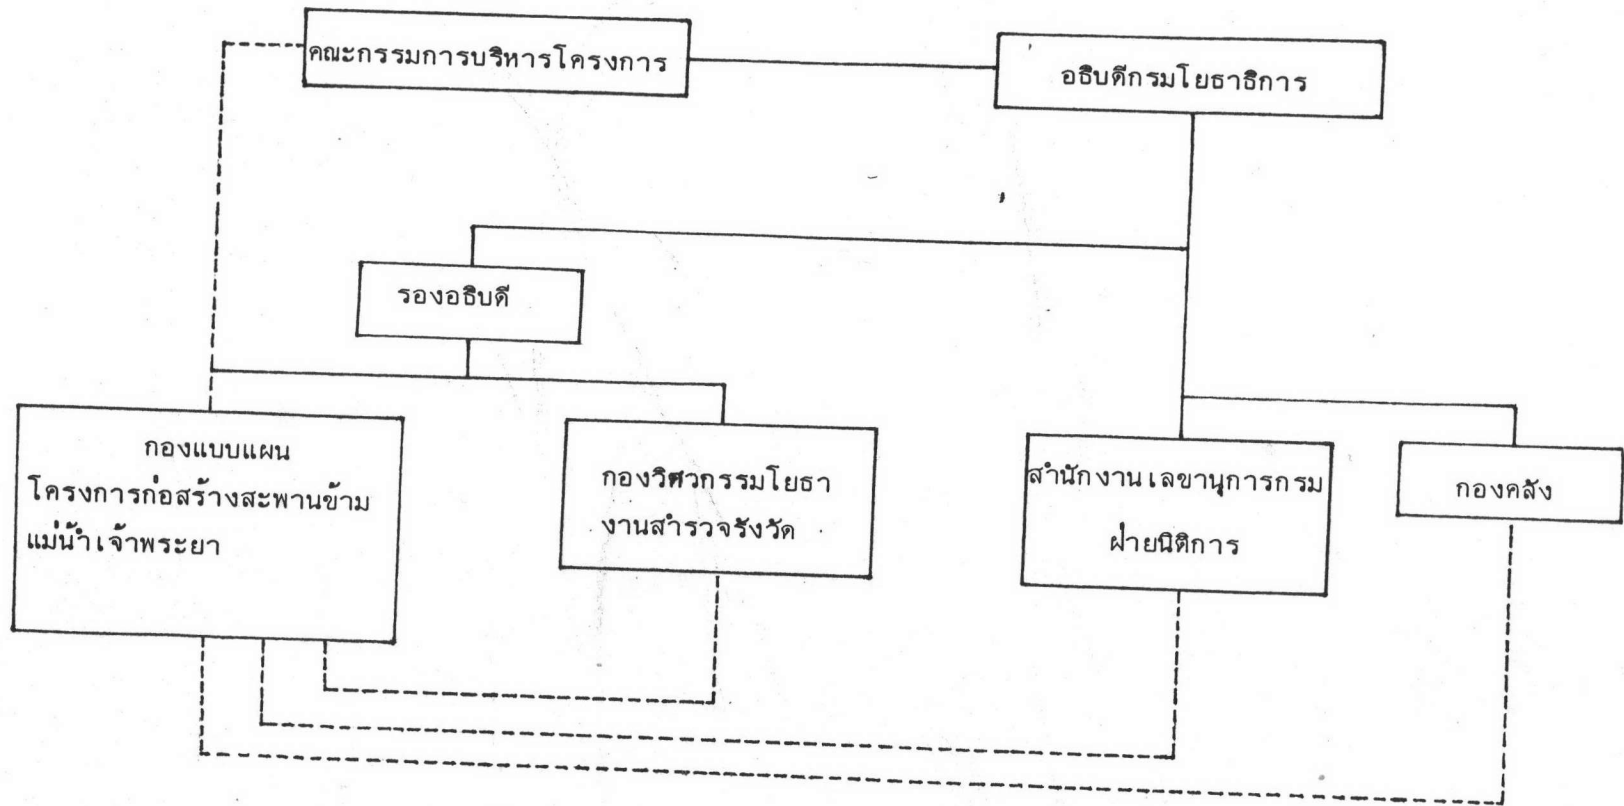 คณะกรรมการบริหารโครงการ
อธิบดีกรมโยธาธิการ
รองอธิบดี
กองแบบแผน
โครงการก่อสร้างสะพานข้าม
แม่น้ำเจ้าพระยา
กองวิศวกรรมโยธา
งานสำรวจรังวัด
สำนักงานเลขานุการกรม
ฝ่ายนิติการ
กองคลัง